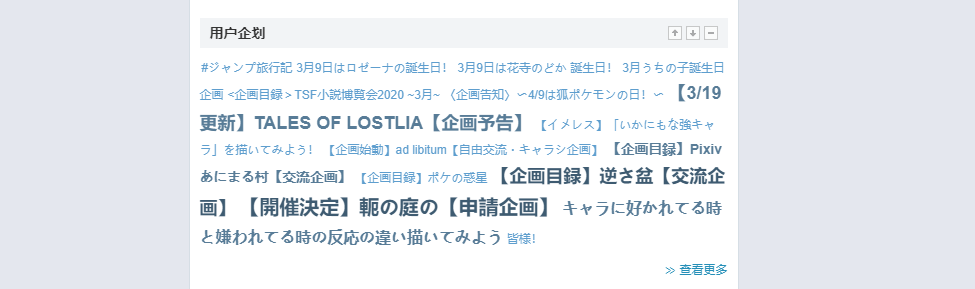 用户企划
#ジャンプ旅行記 3月9日はロゼーナの誕生日！ 3月9日は花寺のどか 誕生日！ 3月うちの子誕生日
企画 <企画目録＞TSF小説博覧会2020 ~3月~ 〈企画告知〉〜4/9は狐ポケモンの日！〜 【3/19
更新】TALES OF LOSTLIA【企画予告】 【イメレス】「いかにもな強キャ
ラ」を描いてみよう！ 【企画始動】ad libitum【自由交流・キャラシ企画】 【企画目録】Pixiv
あにまる村【交流企画】 【企画目録】ポケの惑星 【企画目録】逆さ盆【交流企
画】 【開催決定】軛の庭の【申請企画】 キャラに好かれてる時
と嫌われてる時の反応の違い描いてみよう 皆様！
≫ 查看更多